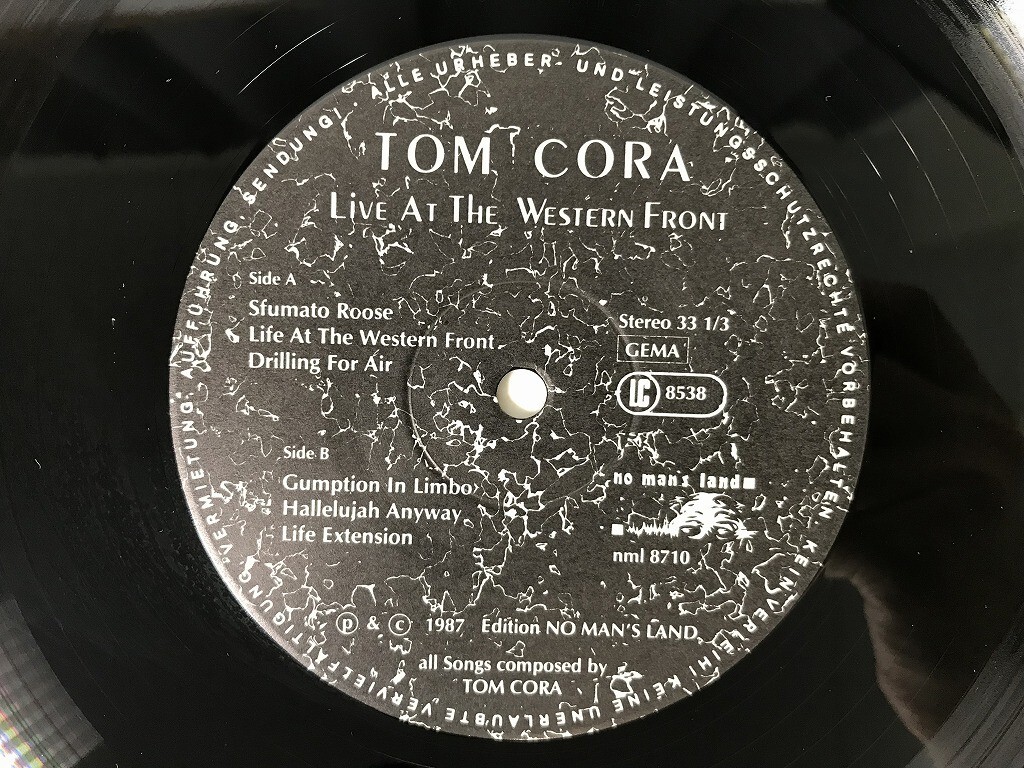 ALLE URHEBER- UND LEISTUNGSSCHUTZRECHTE VORBEHALTEN. KEIN VERLEIH! KEINE UNERLAUBTE VERVIELFÄLTIGUNG, VERMIETUNG, AUFFÜHRUNG, SENDUNG!
TOM CORA
LIVE AT THE WESTERN FRONT
Side A
Sfumato Roose
Life At The Western Front
Drilling For Air
Stereo 33 1/3
GEMA
LC 8538
Side B
Gumption In Limbo
Hallelujah Anyway
Life Extension
no mans land
nml 8710
ⓟ & ⓒ 1987 Edition NO MAN'S LAND
all Songs composed by
TOM CORA